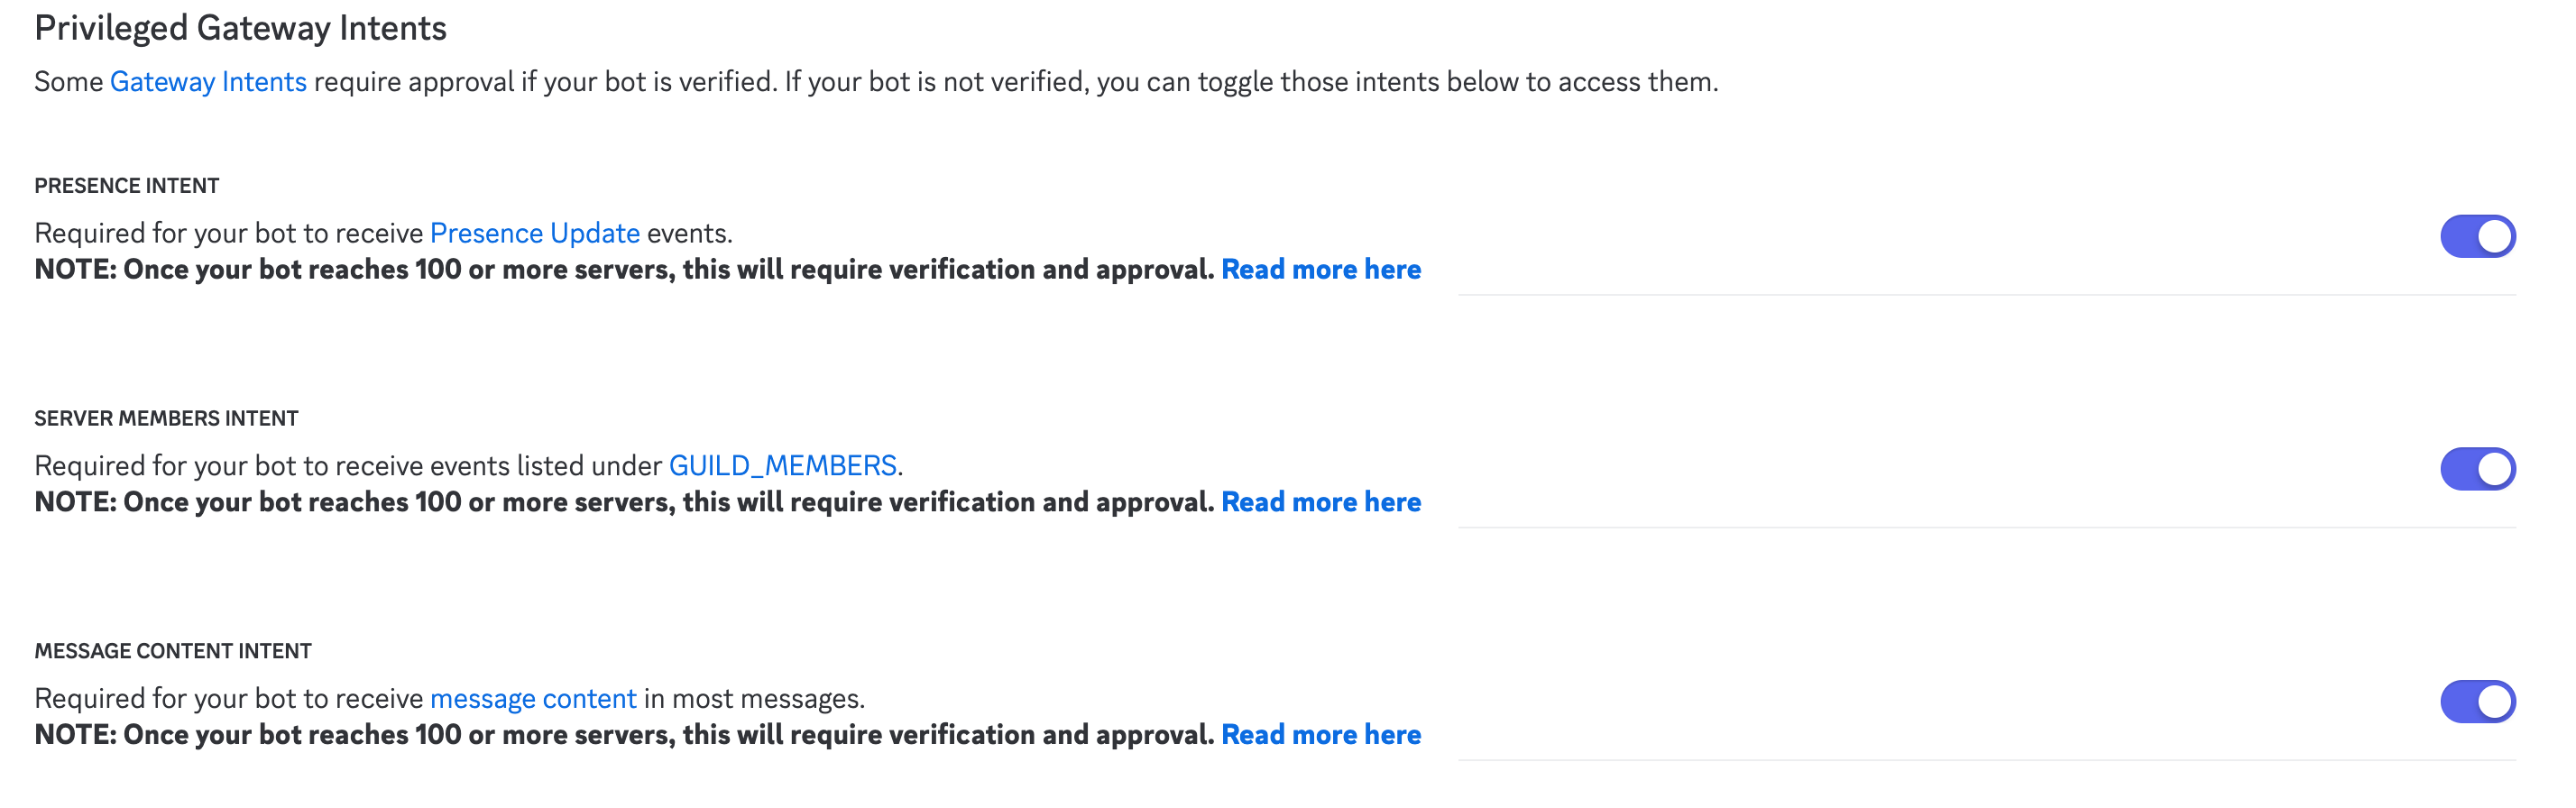 Privileged Gateway Intents
Some Gateway Intents require approval if your bot is verified. If your bot is not verified, you can toggle those intents below to access them.
PRESENCE INTENT
Required for your bot to receive Presence Update events.
NOTE: Once your bot reaches 100 or more servers, this will require verification and approval. Read more here
SERVER MEMBERS INTENT
Required for your bot to receive events listed under GUILD_MEMBERS.
NOTE: Once your bot reaches 100 or more servers, this will require verification and approval. Read more here
MESSAGE CONTENT INTENT
Required for your bot to receive message content in most messages.
NOTE: Once your bot reaches 100 or more servers, this will require verification and approval. Read more here